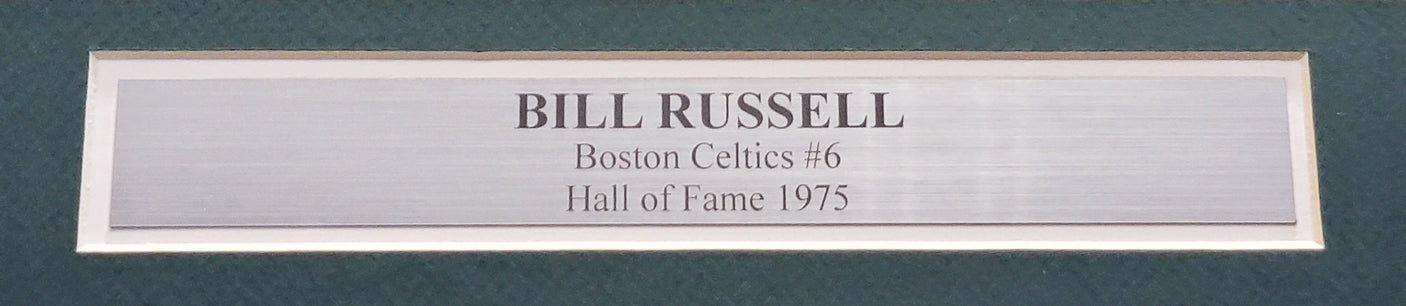 BILL RUSSELL
Boston Celtics #6
Hall of Fame 1975